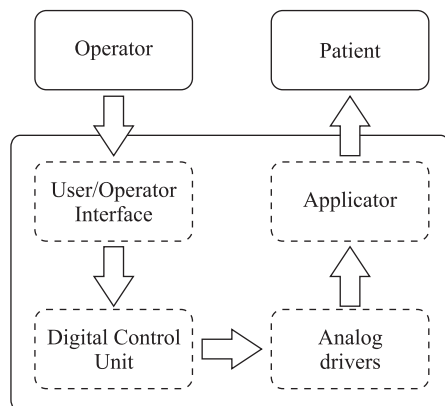 Operator
Patient
User/Operator
Interface
Applicator
Digital Control
Unit
Analog
drivers